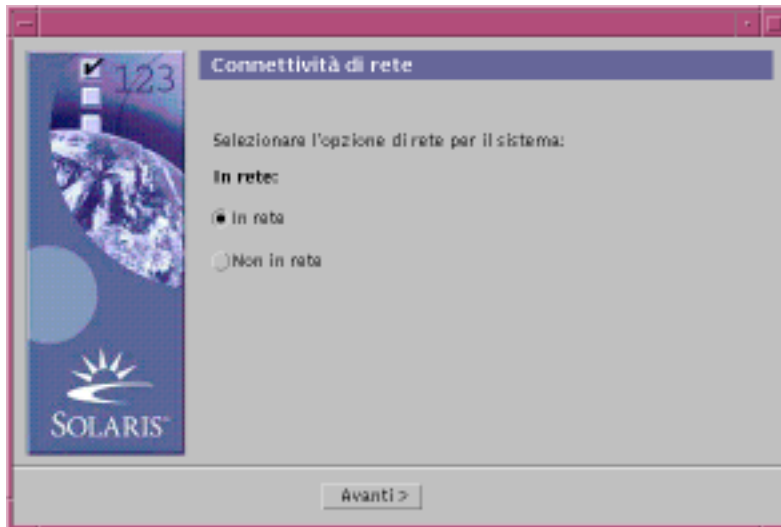 123
Connettività di rete
Selezionare l'opzione di rete per il sistema:
In rete:
In rete
Non in rete
SOLARIS™
Avanti >